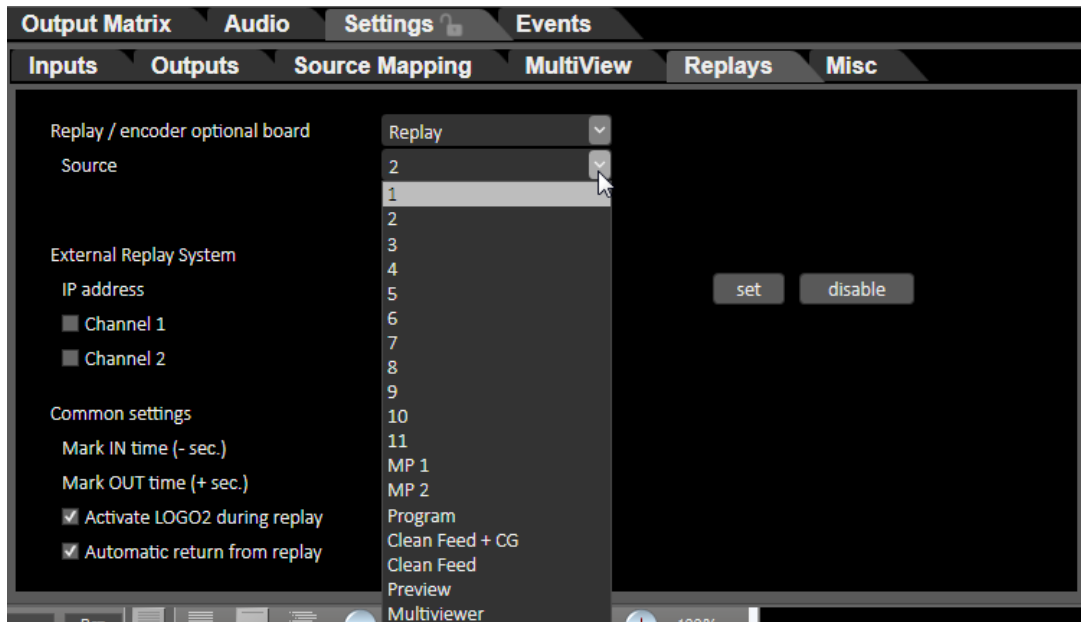 Output Matrix Audio Settings Events
Inputs Outputs Source Mapping MultiView Replays Misc
Replay / encoder optional board Replay
Source 2
1
2
3
External Replay System
4
IP address 5 set disable
Channel 1 6
7
Channel 2 8
9
Common settings 10
11
Mark IN time (- sec.)
MP 1
Mark OUT time (+ sec.) MP 2
Activate LOGO2 during replay Program
Clean Feed + CG
Automatic return from replay
Clean Feed
Preview
Multiviewer